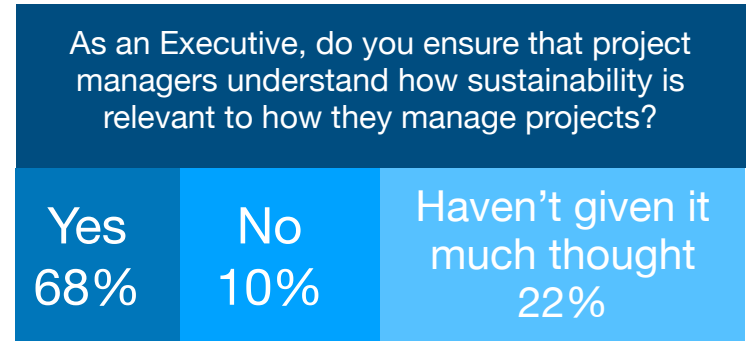 As an Executive, do you ensure that project
managers understand how sustainability is
relevant to how they manage projects?
Yes
68%
No
10%
Haven’t given it
much thought
22%